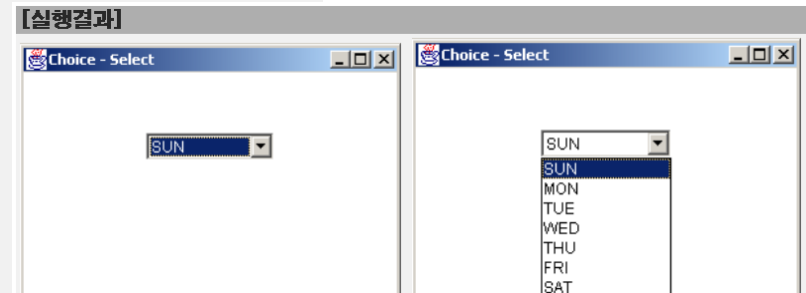 [실행결과]
Choice - Select
SUN
Choice - Select
SUN
SUN
MON
TUE
WED
THU
FRI
SAT